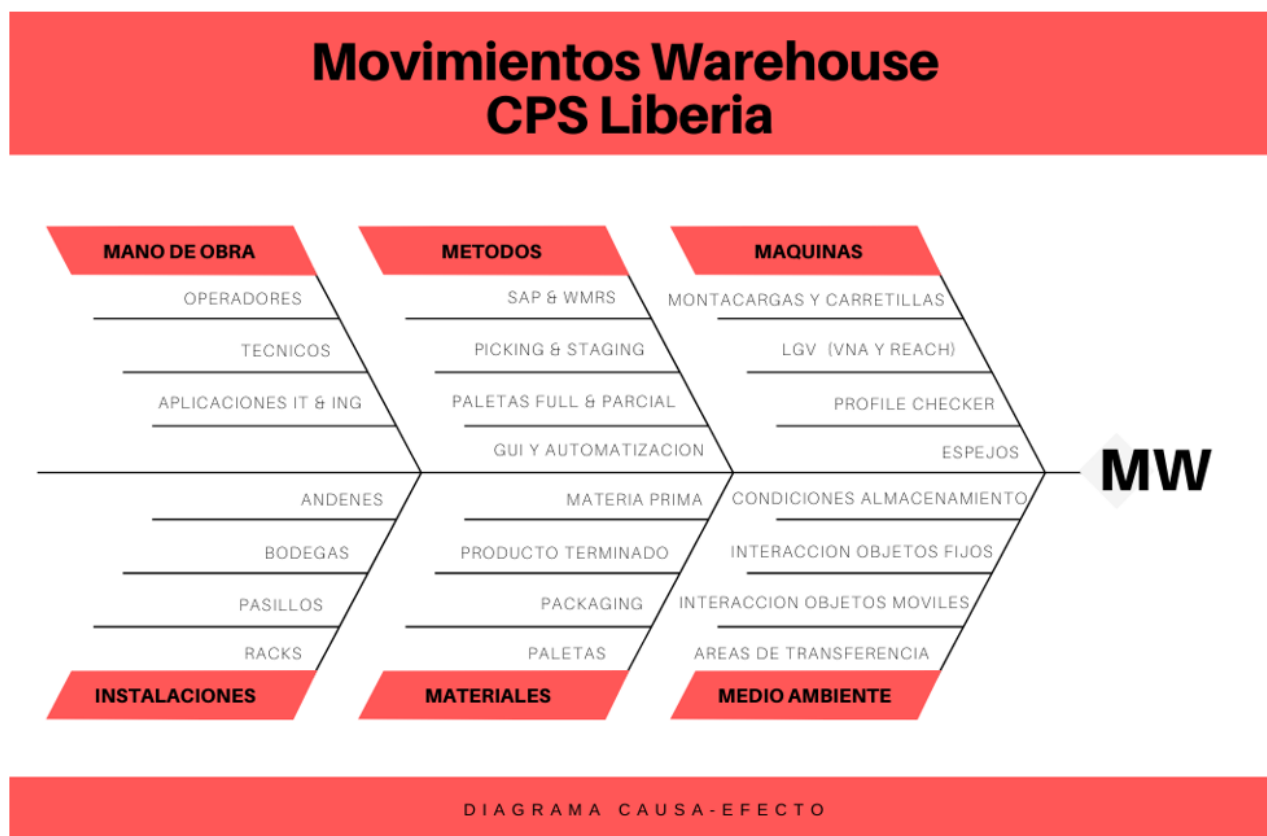 Movimientos Warehouse
CPS Liberia
MANO DE OBRA
OPERADORES
TECNICOS
APLICACIONES IT & ING
METODOS
SAP & WMRS
PICKING & STAGING
PALETAS FULL & PARCIAL
GUI Y AUTOMATIZACION
MAQUINAS
MONTACARGAS Y CARRETILLAS
LGV (VNA Y REACH)
PROFILE CHECKER
ESPEJOS
MW
ANDENES
BODEGAS
PASILLOS
RACKS
INSTALACIONES
MATERIA PRIMA
PRODUCTO TERMINADO
PACKAGING
PALETAS
MATERIALES
CONDICIONES ALMACENAMIENTO
INTERACCION OBJETOS FIJOS
INTERACCION OBJETOS MOVILES
AREAS DE TRANSFERENCIA
MEDIO AMBIENTE
DIAGRAMA CAUSA-EFECTO